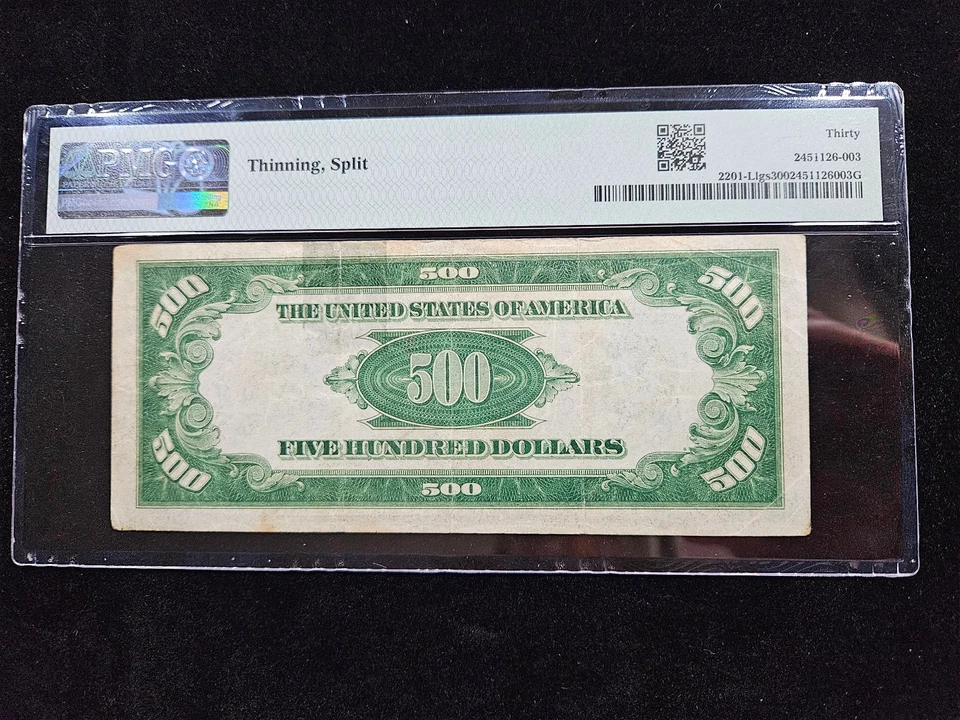 PMG
Thinning, Split
Thirty
2451126-003
2201-Llgs3002451126003G
500
500
500
THE UNITED STATES OF AMERICA
500
FIVE HUNDRED DOLLARS
500
500
500